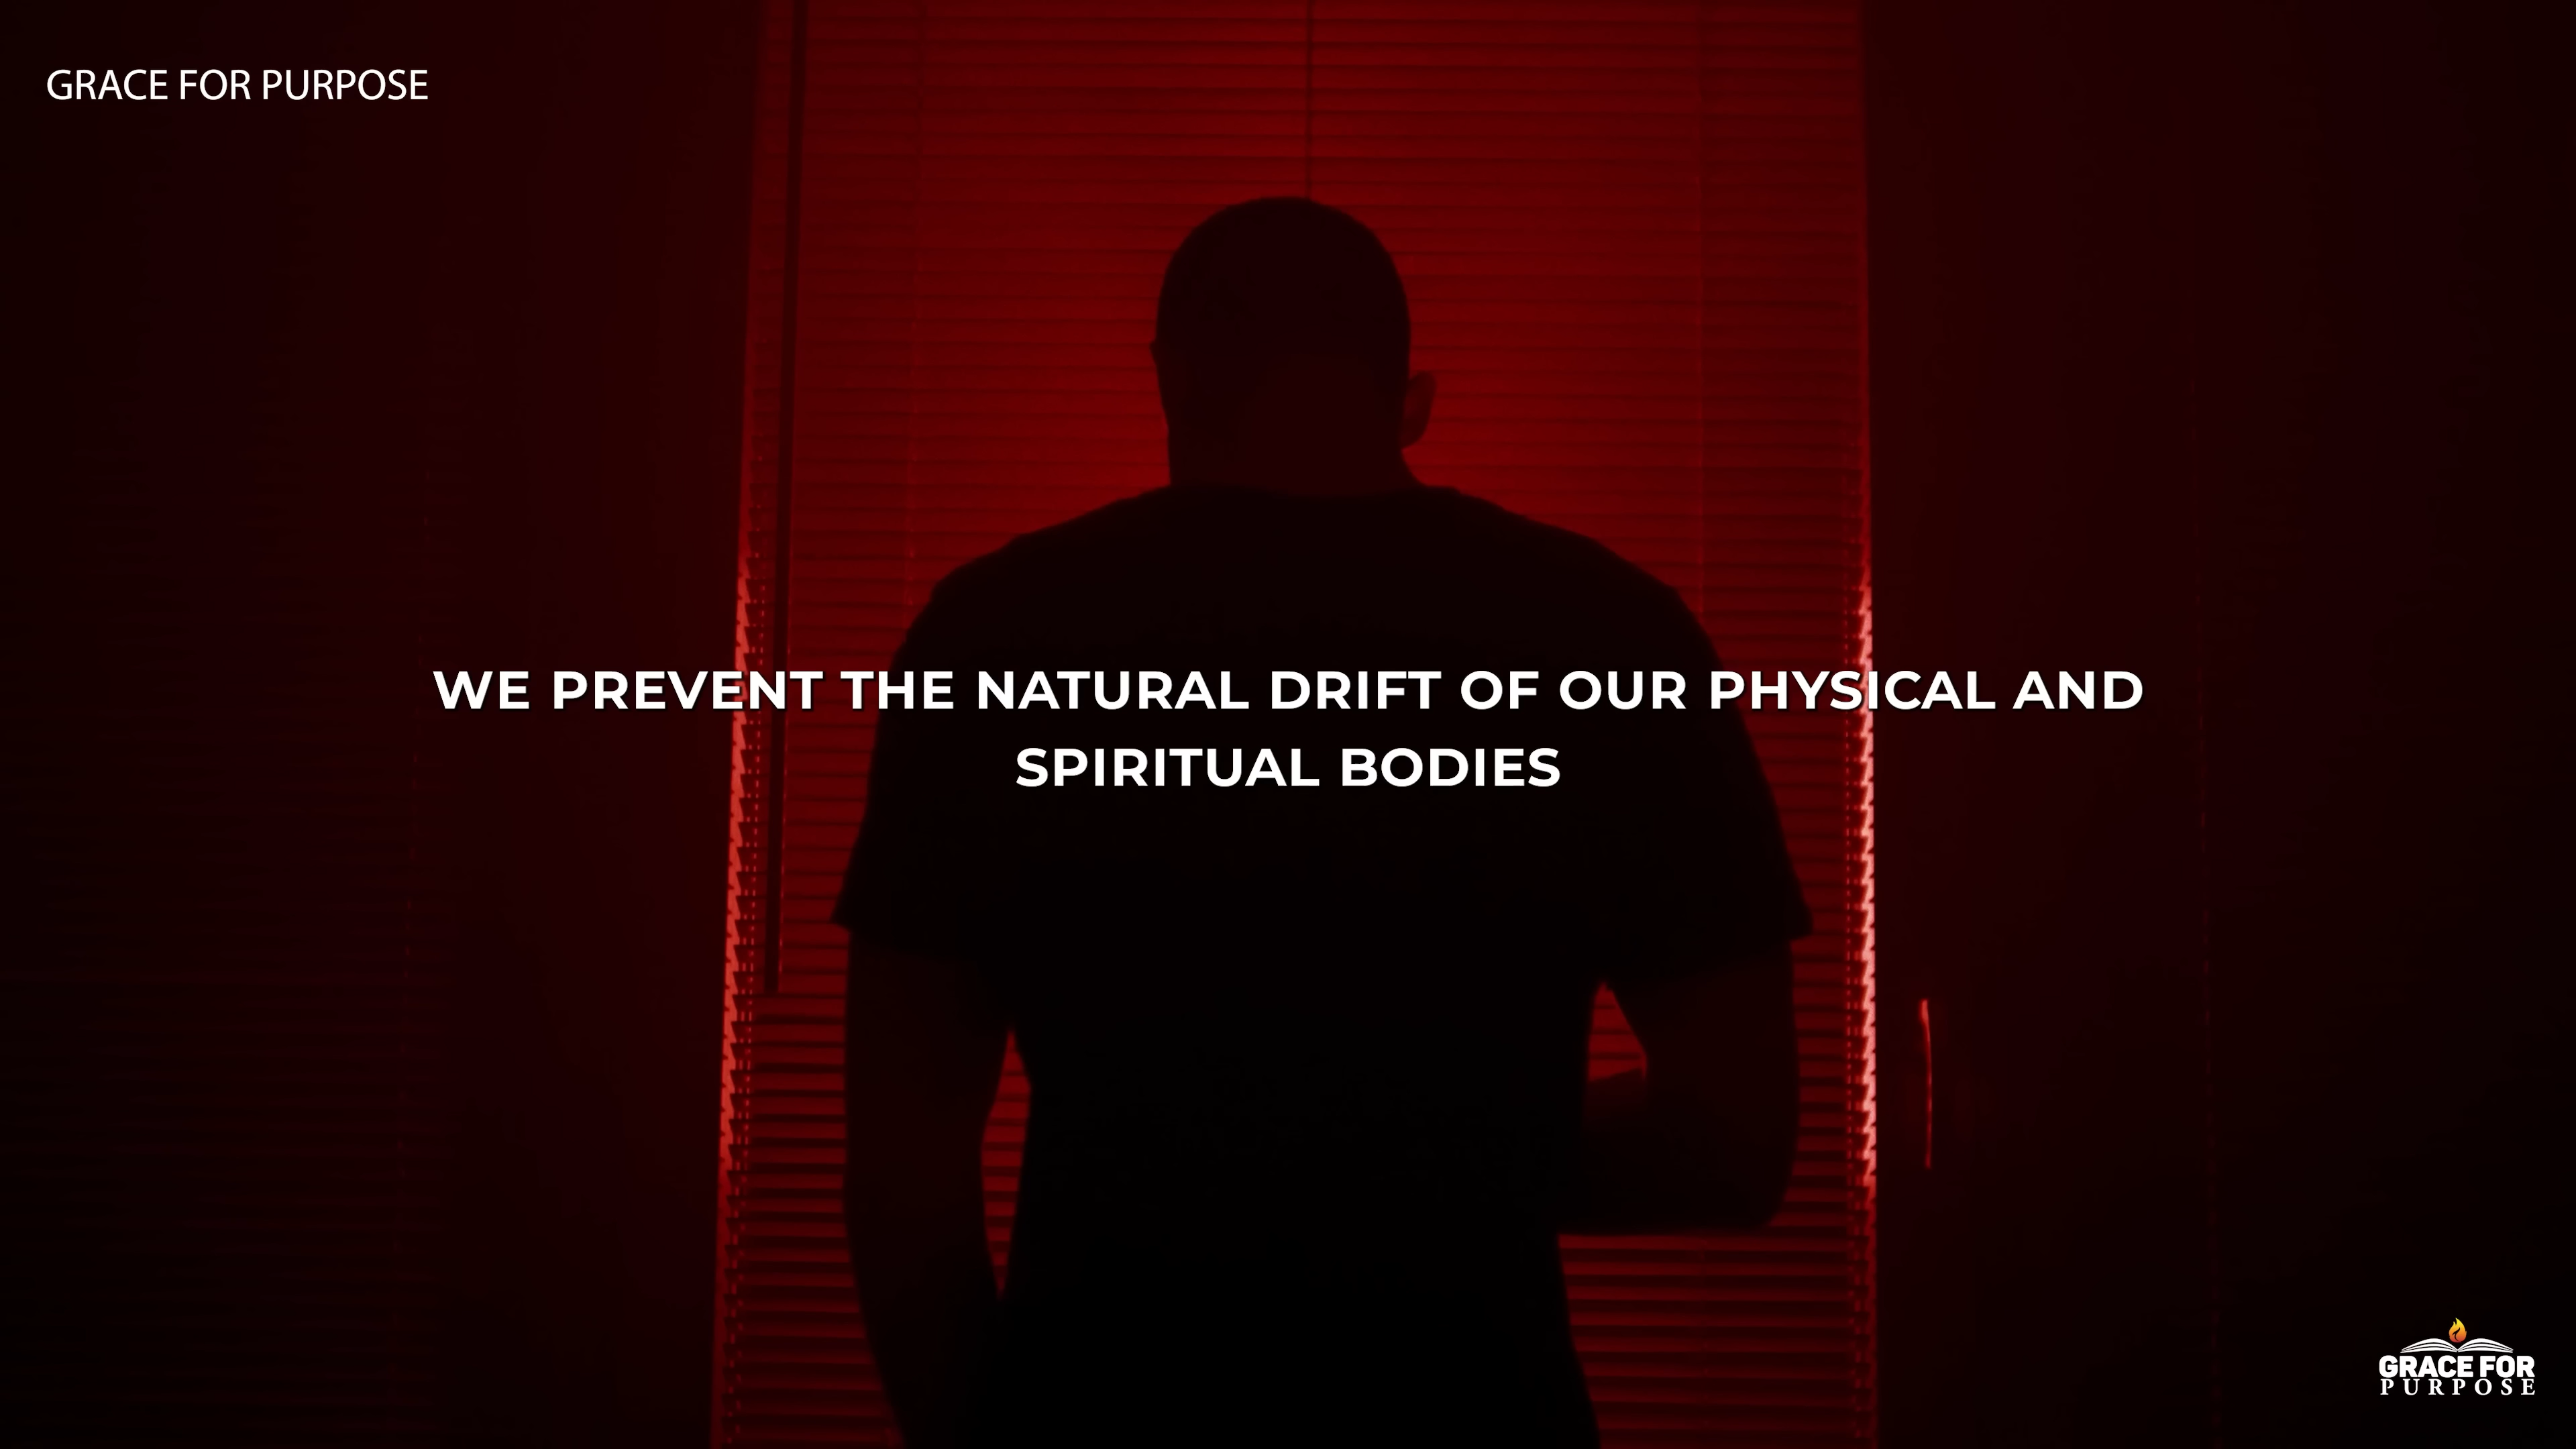 GRACE FOR PURPOSE
WE PREVENT THE NATURAL DRIFT OF OUR PHYSICAL AND
SPIRITUAL BODIES
GRACE FOR
PURPOSE